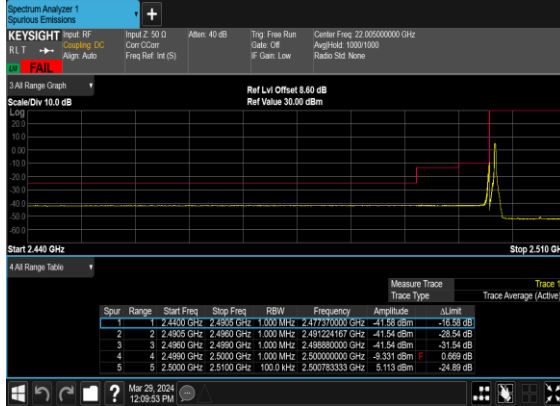 Spectrum Analyzer 1
Spurious Emissions
+
KEYSIGHT Input: RF Input Z: 50 Ω Atten: 40 dB Trig: Free Run Center Freq: 22.005000000 GHz
RLT Coupling: DC Corr CCorr Gate: Off Avg|Hold: 1000/1000
Align: Auto Freq Ref: Int (S) IF Gain: Low Radio Std: None
FAIL
3 All Range Graph
Ref Lvl Offset 8.60 dB
Scale/Div 10.0 dB Ref Value 30.00 dBm
Log
20.0
10.0
0.00
-10.0
-20.0
-30.0
-40.0
-50.0
-60.0
Start 2.440 GHz Stop 2.510 GH
4 All Range Table
Measure Trace Trace 1
Trace Type Trace Average (Active)
Spur Range Start Freq Stop Freq RBW Frequency Amplitude ΔLimit
1 1 2.4400 GHz 2.4905 GHz 1.000 MHz 2.477370000 GHz -41.58 dBm -16.58 dB
2 2 2.4905 GHz 2.4960 GHz 1.000 MHz 2.491224167 GHz -41.54 dBm -28.54 dB
3 3 2.4960 GHz 2.4990 GHz 1.000 MHz 2.498880000 GHz -41.54 dBm -31.54 dB
4 4 2.4990 GHz 2.5000 GHz 1.000 MHz 2.500000000 GHz -9.331 dBm F 0.669 dB
5 5 2.5000 GHz 2.5100 GHz 100.0 kHz 2.500783333 GHz 5.113 dBm -24.89 dB
? Mar 29, 2024
12:09:53 PM